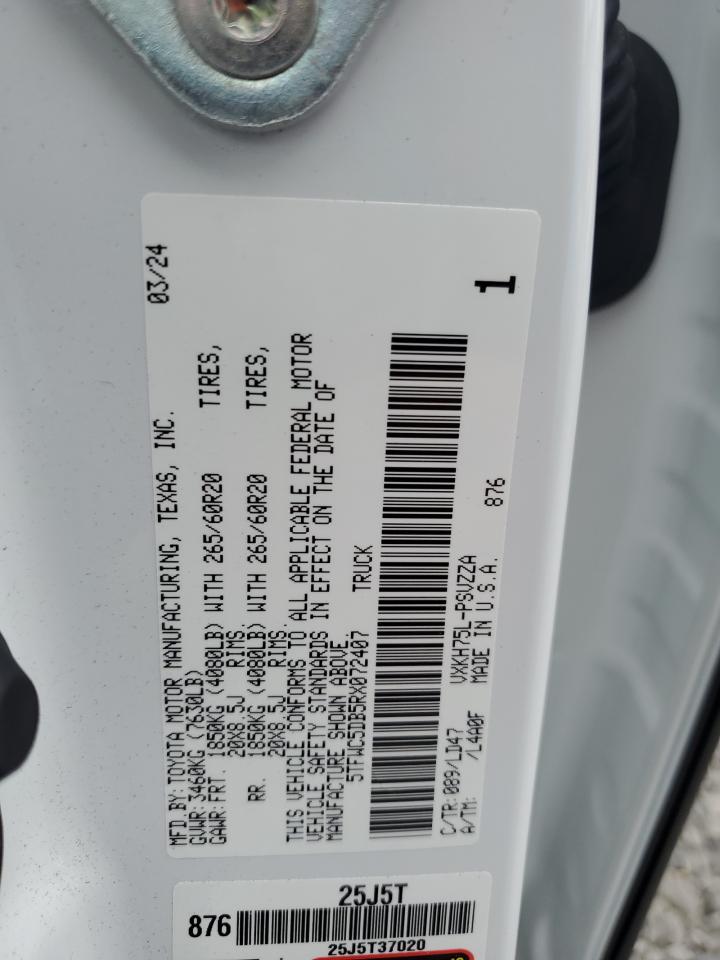 03/24
MFD.BY:TOYOTA MOTOR MANUFACTURING, TEXAS, INC.
GVWR:3460KG (7630LB)
GAWR:FRT. 1850KG (4080LB) WITH 265/60R20 TIRES,
20X8.5J RIMS,
RR. 1850KG (4080LB) WITH 265/60R20 TIRES,
20X8.5J RIMS.
THIS VEHICLE CONFORMS TO ALL APPLICABLE FEDERAL MOTOR
VEHICLE SAFETY STANDARDS IN EFFECT ON THE DATE OF
MANUFACTURE SHOWN ABOVE.
5TFWC5DB5RX072407 TRUCK
1
C/TR:089/LD47 VXKH75L-PSVZZA
A/TM: /L4A0F MADE IN U.S.A. 876
25J5T
876
25J5T37020